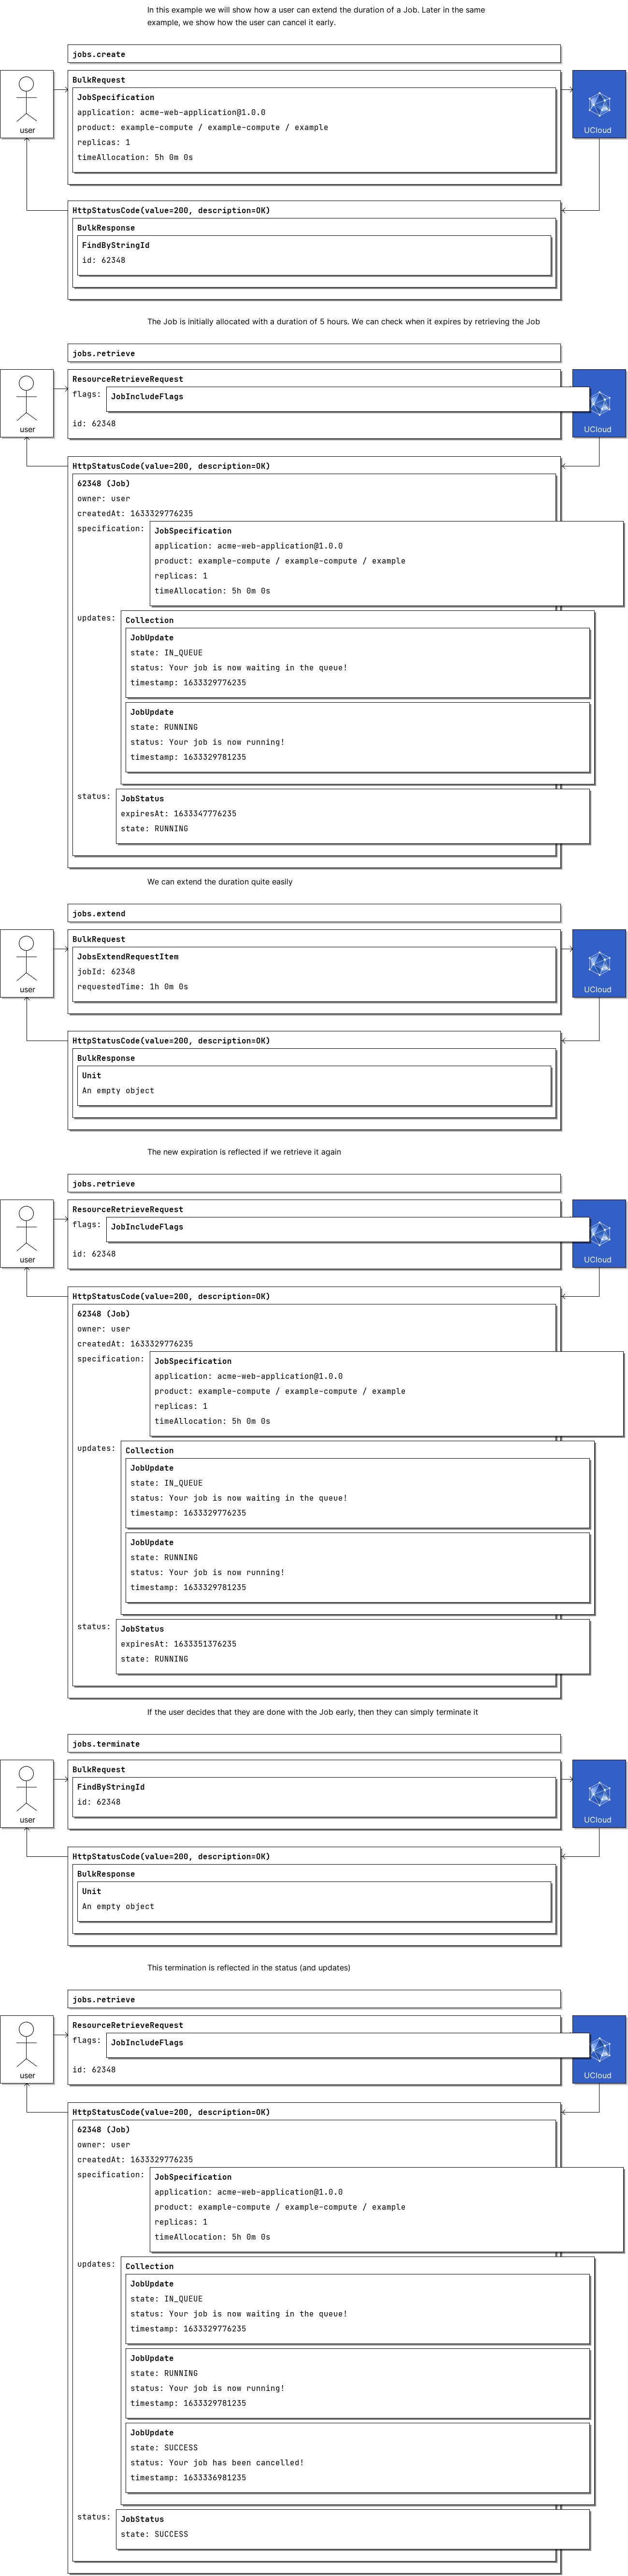 In this example we will show how a user can extend the duration of a Job. Later in the same
example, we show how the user can cancel it early.
jobs.create
user
UCloud
BulkRequest
JobSpecification
application: acme-web-application@1.0.0
product: example-compute / example-compute / example
replicas: 1
timeAllocation: 5h 0m 0s
HttpStatusCode(value=200, description=OK)
BulkResponse
FindByStringId
id: 62348
The Job is initially allocated with a duration of 5 hours. We can check when it expires by retrieving the Job
jobs.retrieve
user
UCloud
ResourceRetrieveRequest
flags: JobIncludeFlags
id: 62348
HttpStatusCode(value=200, description=OK)
62348 (Job)
owner: user
createdAt: 1633329776235
specification: JobSpecification
application: acme-web-application@1.0.0
product: example-compute / example-compute / example
replicas: 1
timeAllocation: 5h 0m 0s
updates: Collection
JobUpdate
state: IN_QUEUE
status: Your job is now waiting in the queue!
timestamp: 1633329776235
JobUpdate
state: RUNNING
status: Your job is now running!
timestamp: 1633329781235
status: JobStatus
expiresAt: 1633347776235
state: RUNNING
We can extend the duration quite easily
jobs.extend
user
UCloud
BulkRequest
JobsExtendRequestItem
jobId: 62348
requestedTime: 1h 0m 0s
HttpStatusCode(value=200, description=OK)
BulkResponse
Unit
An empty object
The new expiration is reflected if we retrieve it again
jobs.retrieve
user
UCloud
ResourceRetrieveRequest
flags: JobIncludeFlags
id: 62348
HttpStatusCode(value=200, description=OK)
62348 (Job)
owner: user
createdAt: 1633329776235
specification: JobSpecification
application: acme-web-application@1.0.0
product: example-compute / example-compute / example
replicas: 1
timeAllocation: 5h 0m 0s
updates: Collection
JobUpdate
state: IN_QUEUE
status: Your job is now waiting in the queue!
timestamp: 1633329776235
JobUpdate
state: RUNNING
status: Your job is now running!
timestamp: 1633329781235
status: JobStatus
expiresAt: 1633351376235
state: RUNNING
If the user decides that they are done with the Job early, then they can simply terminate it
jobs.terminate
user
UCloud
BulkRequest
FindByStringId
id: 62348
HttpStatusCode(value=200, description=OK)
BulkResponse
Unit
An empty object
This termination is reflected in the status (and updates)
jobs.retrieve
user
UCloud
ResourceRetrieveRequest
flags: JobIncludeFlags
id: 62348
HttpStatusCode(value=200, description=OK)
62348 (Job)
owner: user
createdAt: 1633329776235
specification: JobSpecification
application: acme-web-application@1.0.0
product: example-compute / example-compute / example
replicas: 1
timeAllocation: 5h 0m 0s
updates: Collection
JobUpdate
state: IN_QUEUE
status: Your job is now waiting in the queue!
timestamp: 1633329776235
JobUpdate
state: RUNNING
status: Your job is now running!
timestamp: 1633329781235
JobUpdate
state: SUCCESS
status: Your job has been cancelled!
timestamp: 1633336981235
status: JobStatus
state: SUCCESS